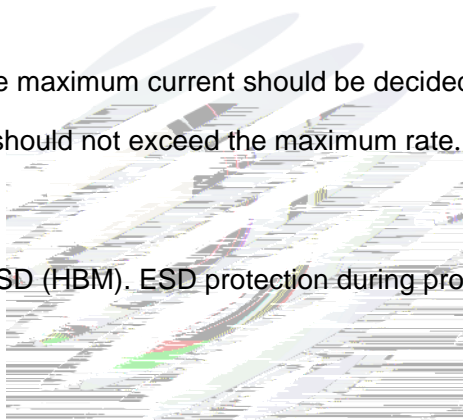 e maximum current should be decided
should not exceed the maximum rate.
SD (HBM). ESD protection during pro